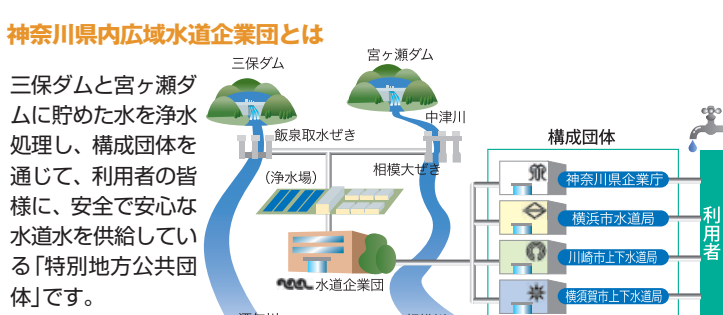 神奈川県内広域水道企業団とは
三保ダムと宮ヶ瀬ダ
ムに貯めた水を浄水
処理し、構成団体を
通じて、利用者の皆
様に、安全で安心な
水道水を供給してい
る「特別地方公共団
体」です。
三保ダム
宮ヶ瀬ダム
中津川
飯泉取水ぜき
相模大ぜき
(浄水場)
水道企業団
構成団体
神奈川県企業庁
横浜市水道局
川崎市上下水道局
横須賀市上下水道局
利用者